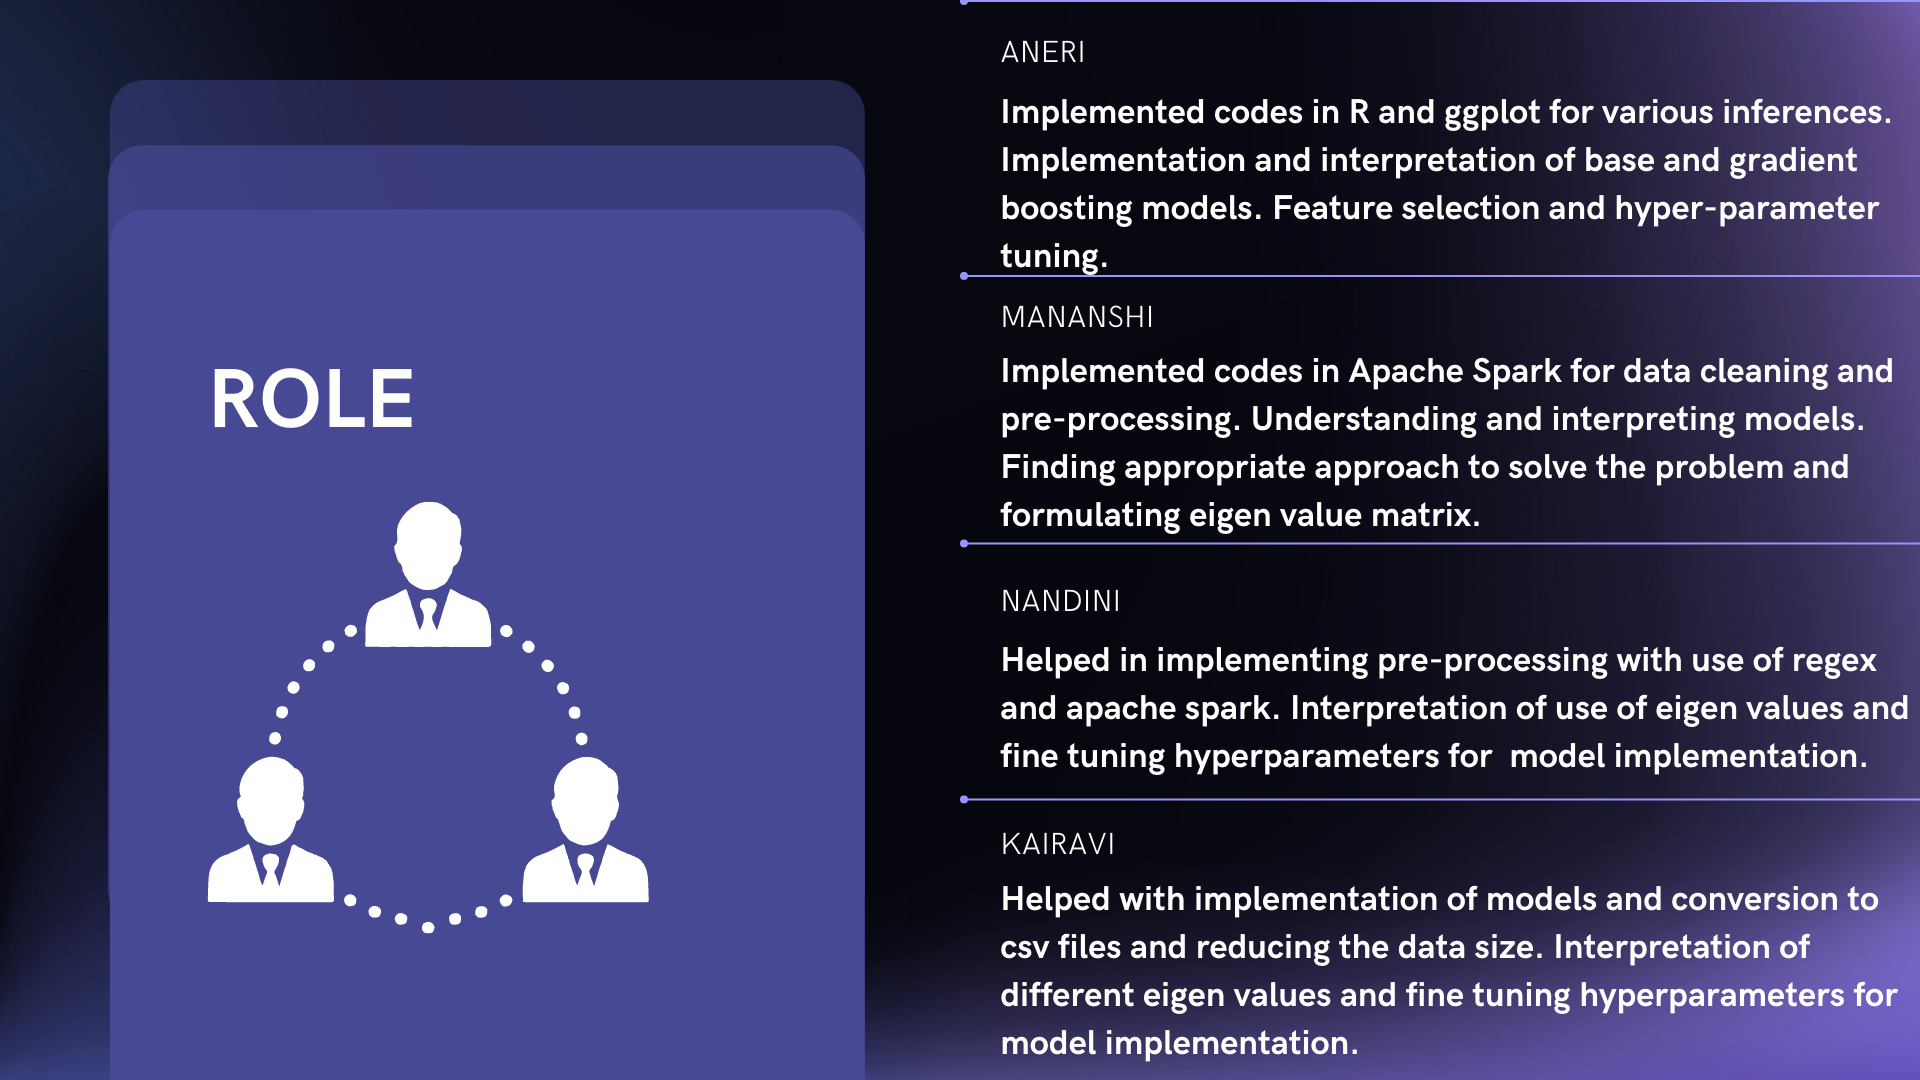 ROLE
ANERI
Implemented codes in R and ggplot for various inferences.
Implementation and interpretation of base and gradient
boosting models. Feature selection and hyper-parameter
tuning.
MANANSHI
Implemented codes in Apache Spark for data cleaning and
pre-processing. Understanding and interpreting models.
Finding appropriate approach to solve the problem and
formulating eigen value matrix.
NANDINI
Helped in implementing pre-processing with use of regex
and apache spark. Interpretation of use of eigen values and
fine tuning hyperparameters for  model implementation.
KAIRAVI
Helped with implementation of models and conversion to
csv files and reducing the data size. Interpretation of
different eigen values and fine tuning hyperparameters for
model implementation.